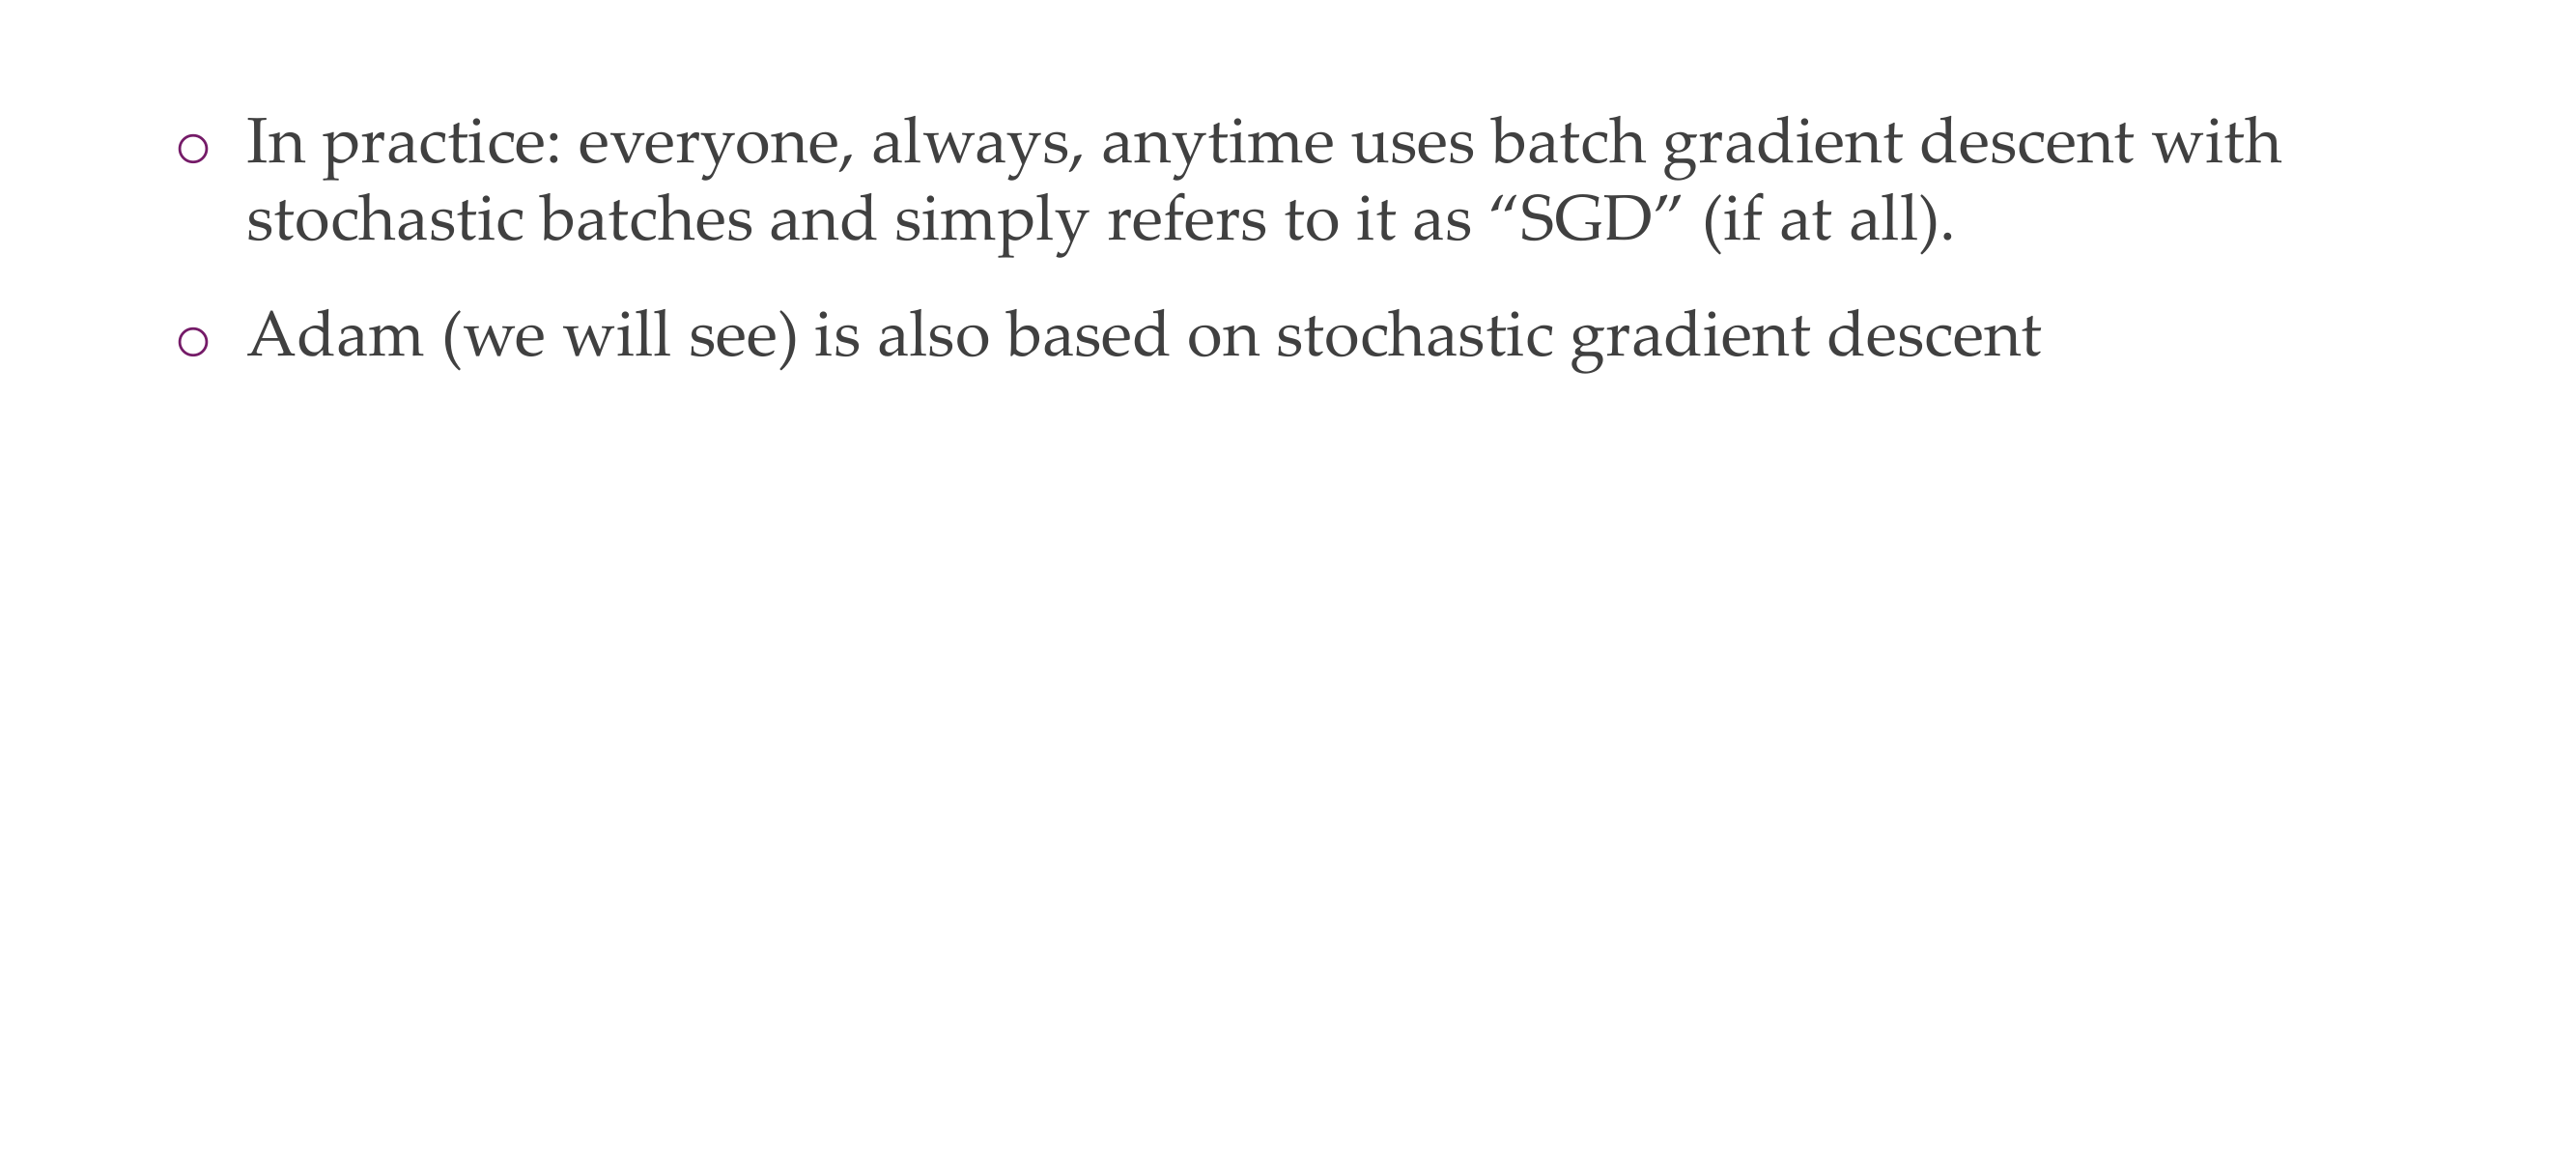 ○ In practice: everyone, always, anytime uses batch gradient descent with
stochastic batches and simply refers to it as “SGD” (if at all).
○ Adam (we will see) is also based on stochastic gradient descent